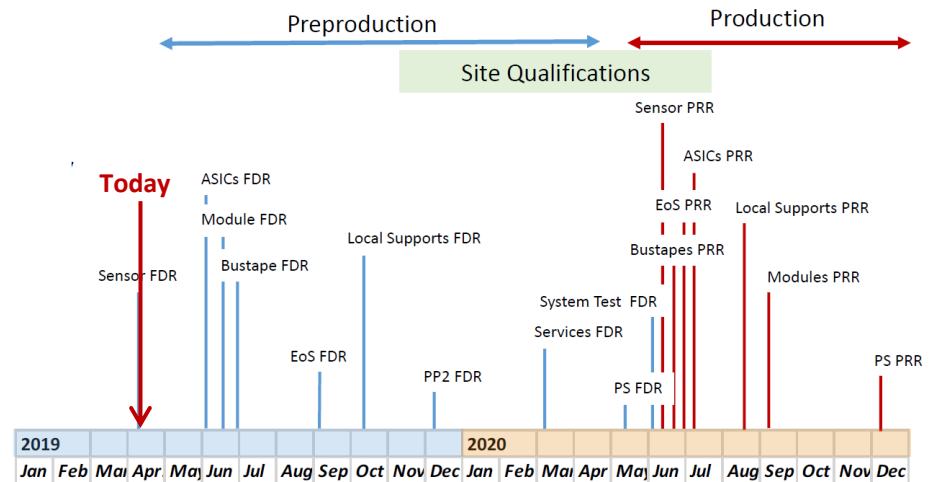 Preproduction
Production
Site Qualifications
Sensor PRR
ASICs FDR
ASICs PRR
Today
Module FDR
EoS PRR
Local Supports PRR
Local Supports FDR
Bustapes PRR
Sensor FDR
Bustape FDR
Modules PRR
System Test FDR
Services FDR
EoS FDR
PP2 FDR
PS FDR
PS PRR
2019
2020
Jan Feb Mar Apr May Jun Jul Aug Sep Oct Nov Dec Jan Feb Mar Apr May Jun Jul Aug Sep Oct Nov Dec